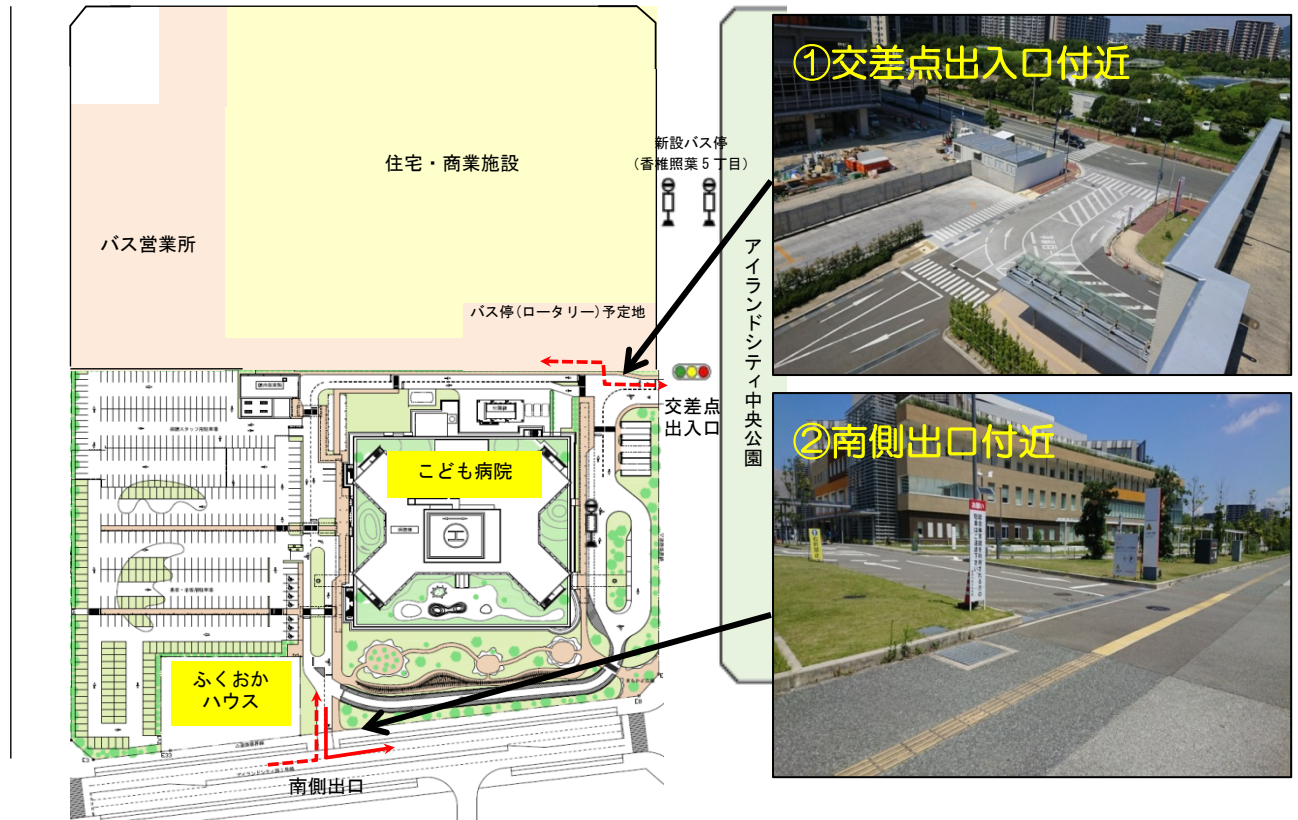 ①交差点出入口付近
新設バス停
(香椎照葉5丁目)
住宅・商業施設
バス営業所
アイランドシティ中央公園
バス停(ロータリー)予定地
交差点
出入口
②南側出口付近
こども病院
ふくおか
ハウス
南側出口